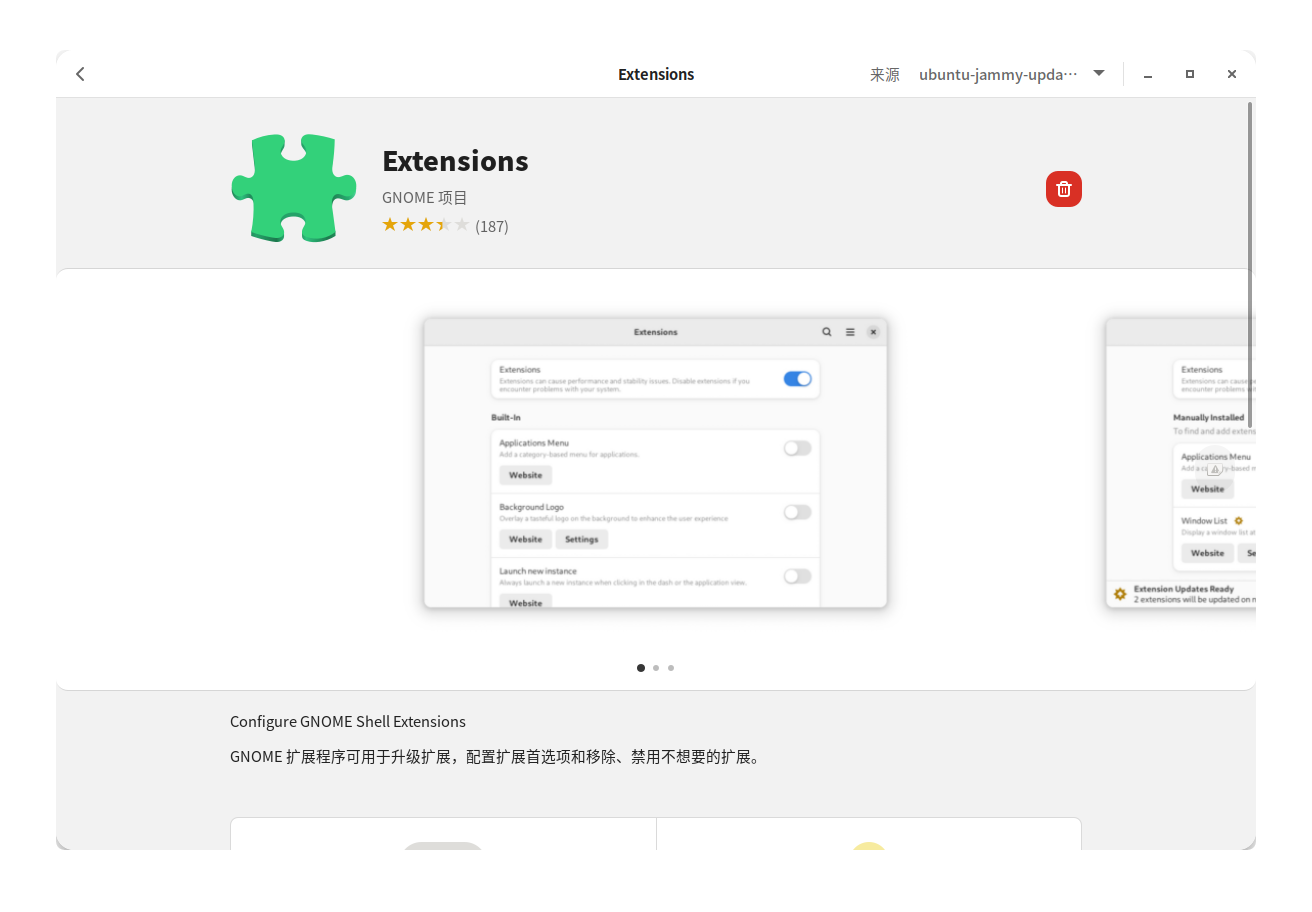 Extensions
来源 ubuntu-jammy-upda…
Extensions
GNOME 项目
(187)
Extensions
Extensions
Extensions can cause performance and stability issues. Disable extensions if you
encounter problems with your system.
Built-In
Applications Menu
Add a category-based menu for applications.
Website
Background Logo
Overlay a tasteful logo on the background to enhance the user experience
Website Settings
Launch new instance
Always launch a new instance when clicking in the dash or the application view.
Website
Extensions
Extensions can cause
encounter problems
Manually Installed
To find and add extens
Applications Menu
Website
Window List
Display a window list at
Website Se
Extension Updates Ready
2 extensions will be updated on n
Configure GNOME Shell Extensions
GNOME 扩展程序可用于升级扩展，配置扩展首选项和移除、禁用不想要的扩展。